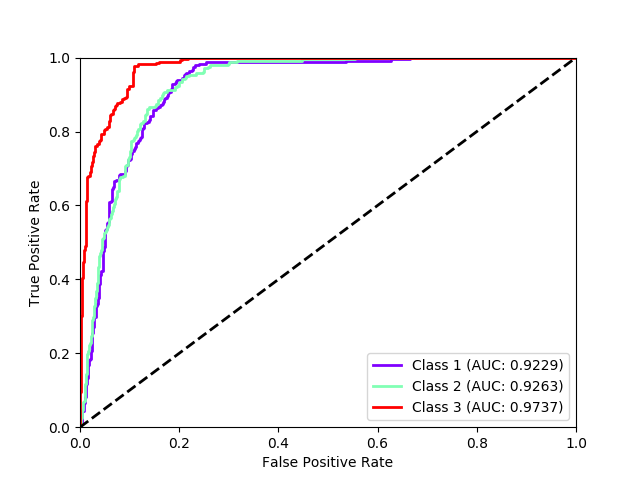 1.0
0.8
0.6
0.4
0.2
0.0
True Positive Rate
Class 1 (AUC: 0.9229)
Class 2 (AUC: 0.9263)
Class 3 (AUC: 0.9737)
0.0 0.2 0.4 0.6 0.8 1.0
False Positive Rate